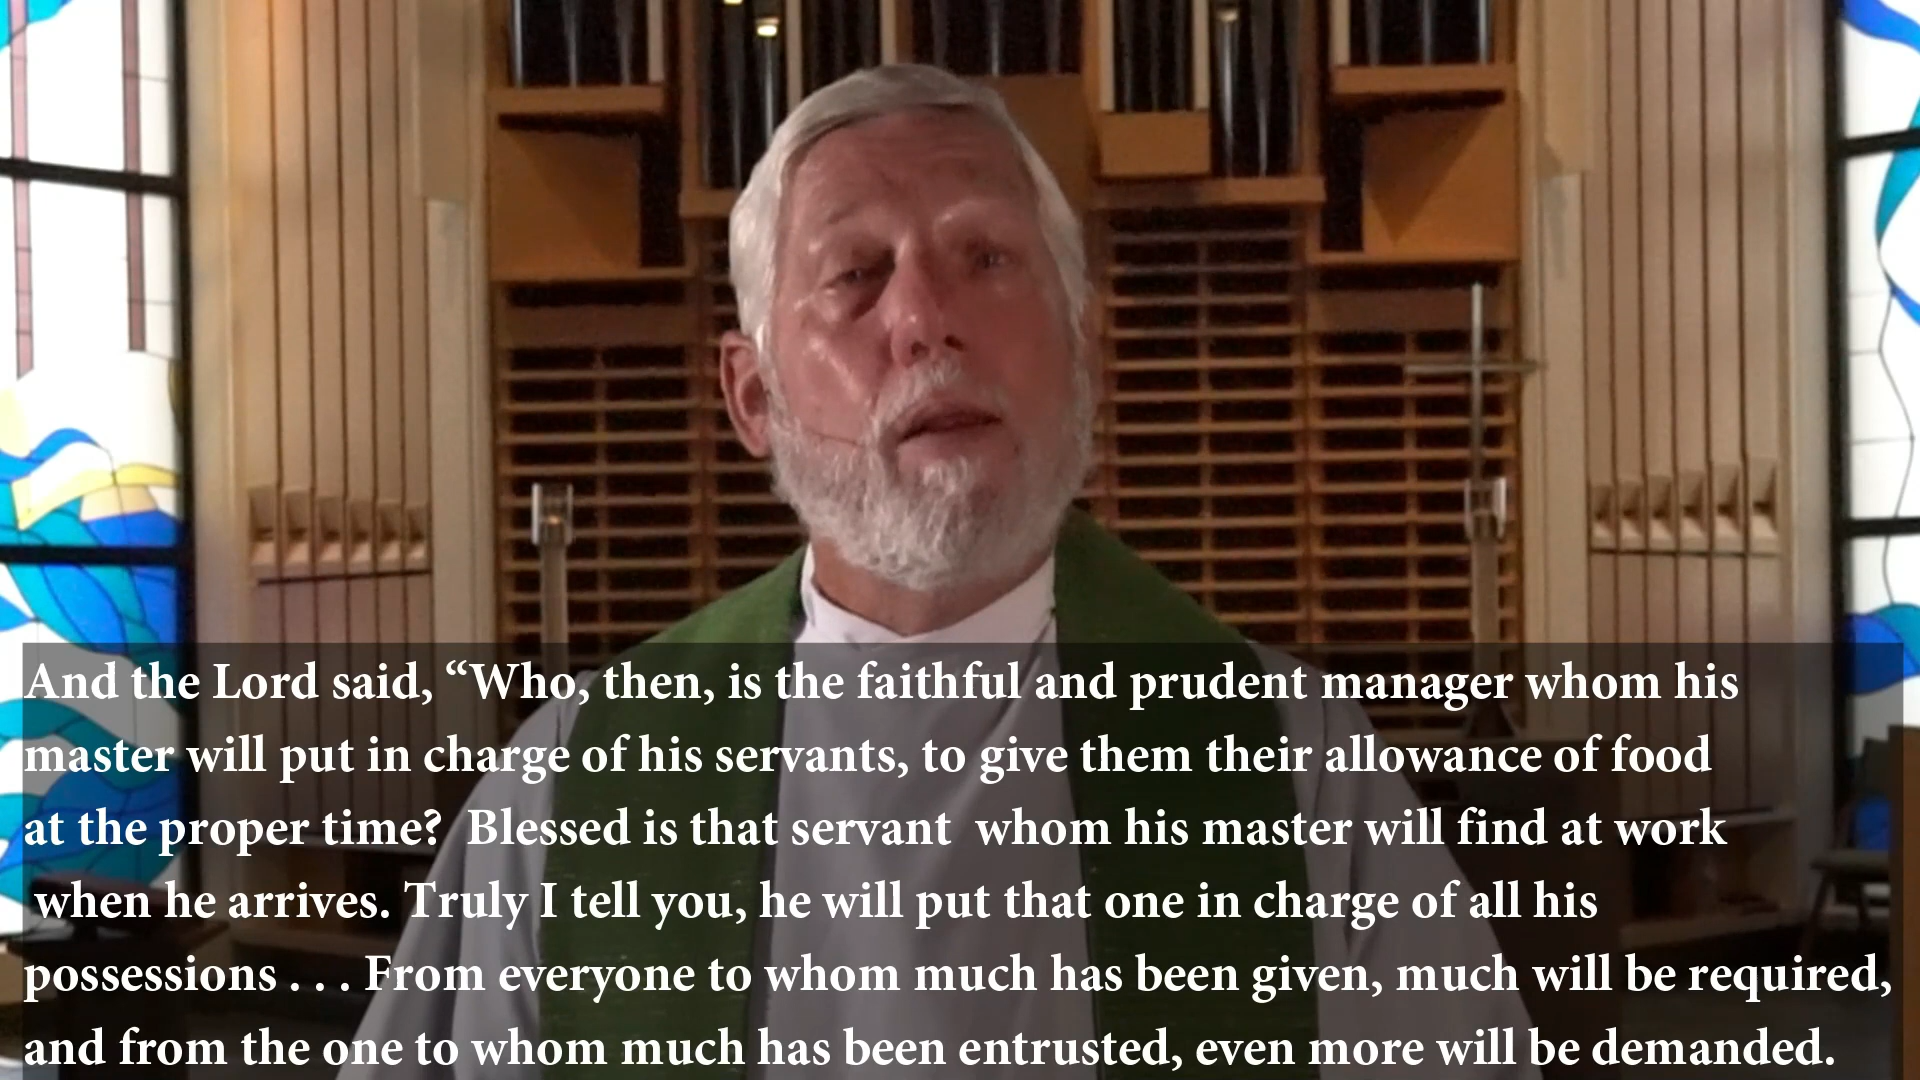 And the Lord said, “Who, then, is the faithful and prudent manager whom his
master will put in charge of his servants, to give them their allowance of food
at the proper time?  Blessed is that servant  whom his master will find at work
when he arrives. Truly I tell you, he will put that one in charge of all his
possessions . . . From everyone to whom much has been given, much will be required,
and from the one to whom much has been entrusted, even more will be demanded.